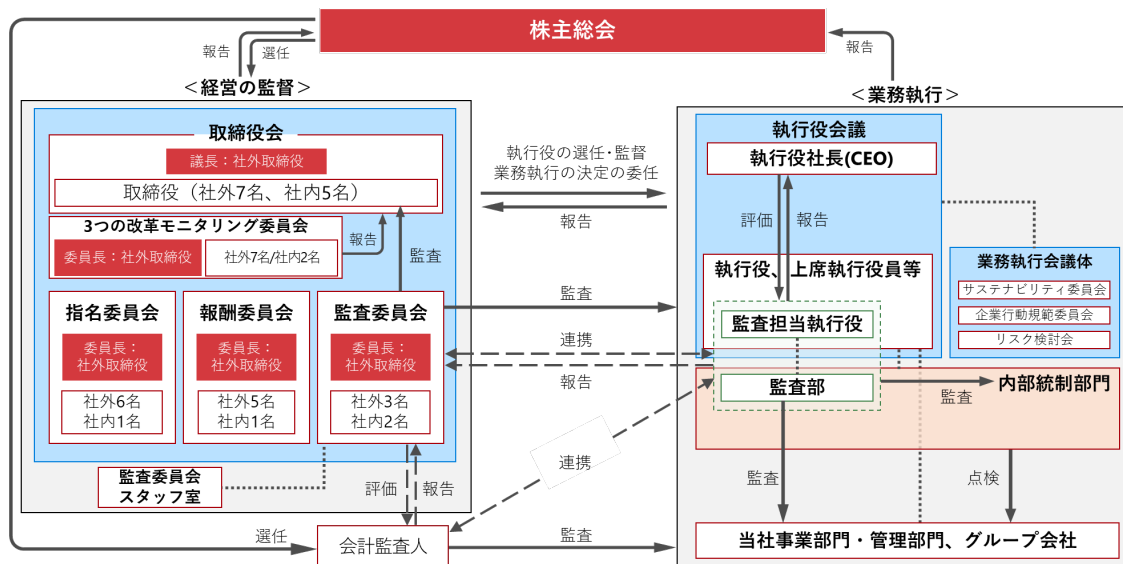 株主総会
報告
選任
報告
＜経営の監督＞
＜業務執行＞
取締役会
議長：社外取締役
取締役（社外7名、社内5名）
3つの改革モニタリング委員会
委員長：社外取締役
社外7名/社内2名
報告
監査
指名委員会
委員長：
社外取締役
社外6名
社内1名
報酬委員会
委員長：
社外取締役
社外5名
社内1名
監査委員会
委員長：
社外取締役
社外3名
社内2名
監査委員会
スタッフ室
評価
報告
選任
会計監査人
執行役の選任・監督
業務執行の決定の委任
報告
監査
連携
報告
連携
監査
執行役会議
執行役社長(CEO)
評価
報告
執行役、上席執行役員等
監査担当執行役
監査部
業務執行会議体
サステナビリティ委員会
企業行動規範委員会
リスク検討会
内部統制部門
監査
監査
点検
当社事業部門・管理部門、グループ会社